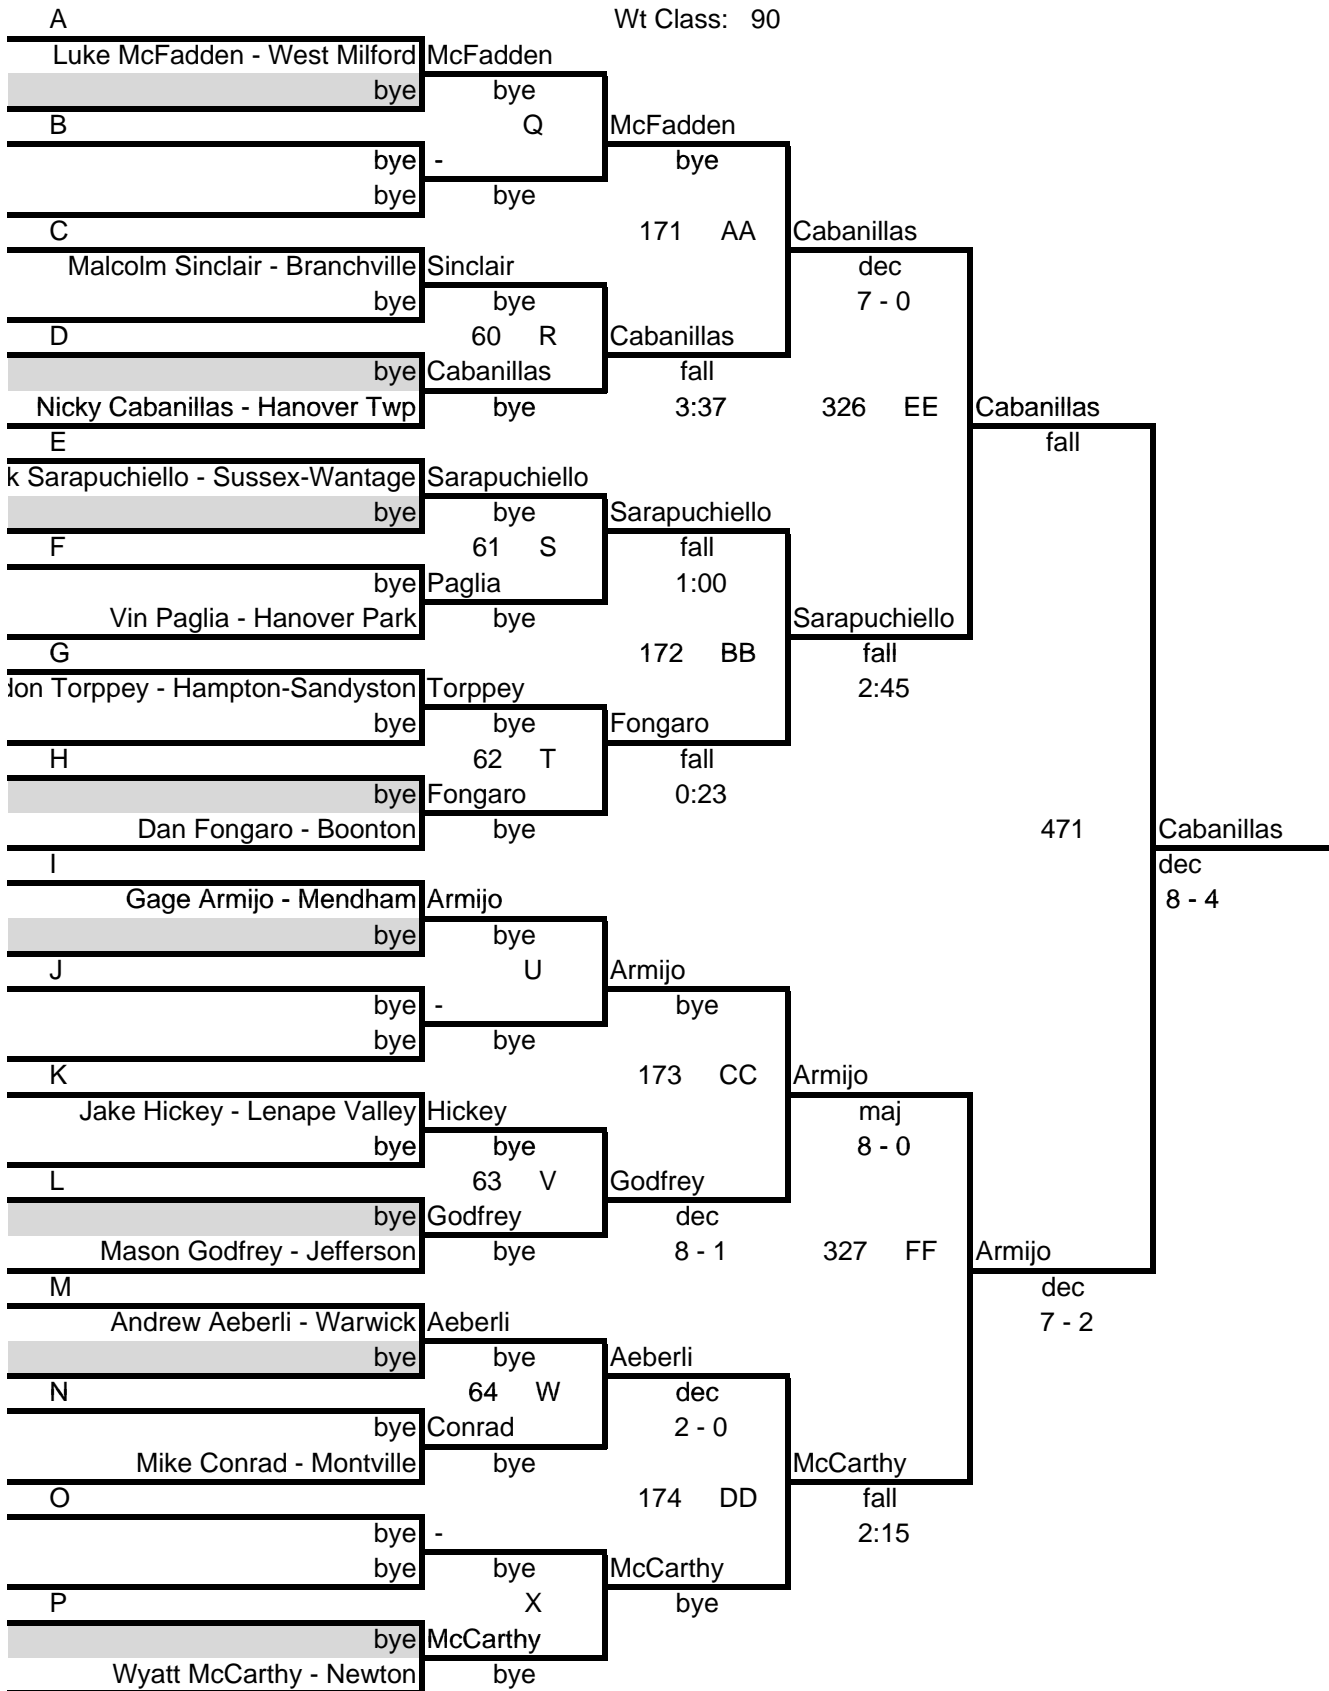 A Wt Class: 90
Luke McFadden - West Milford McFadden
bye bye
B Q McFadden
bye - bye
bye bye
C 171 AA Cabanillas
Malcolm Sinclair - Branchville Sinclair dec
bye bye 7 - 0
D 60 R Cabanillas
bye Cabanillas fall
Nicky Cabanillas - Hanover Twp bye 3:37 326 EE Cabanillas
E fall
k Sarapuchiello - Sussex-Wantage Sarapuchiello
bye bye Sarapuchiello
F 61 S fall
bye Paglia 1:00
Vin Paglia - Hanover Park bye Sarapuchiello
G 172 BB fall
don Torppey - Hampton-Sandyston Torppey 2:45
bye bye Fongaro
H 62 T fall
bye Fongaro 0:23
Dan Fongaro - Boonton bye 471 Cabanillas
I dec
Gage Armijo - Mendham Armijo 8 - 4
bye bye
J U Armijo
bye - bye
bye bye
K 173 CC Armijo
Jake Hickey - Lenape Valley Hickey maj
bye bye 8 - 0
L 63 V Godfrey
bye Godfrey dec
Mason Godfrey - Jefferson bye 8 - 1 327 FF Armijo
M dec
Andrew Aeberli - Warwick Aeberli 7 - 2
bye bye Aeberli
N 64 W dec
bye Conrad 2 - 0
Mike Conrad - Montville bye McCarthy
O 174 DD fall
bye - 2:15
bye bye McCarthy
P X bye
bye McCarthy
Wyatt McCarthy - Newton bye